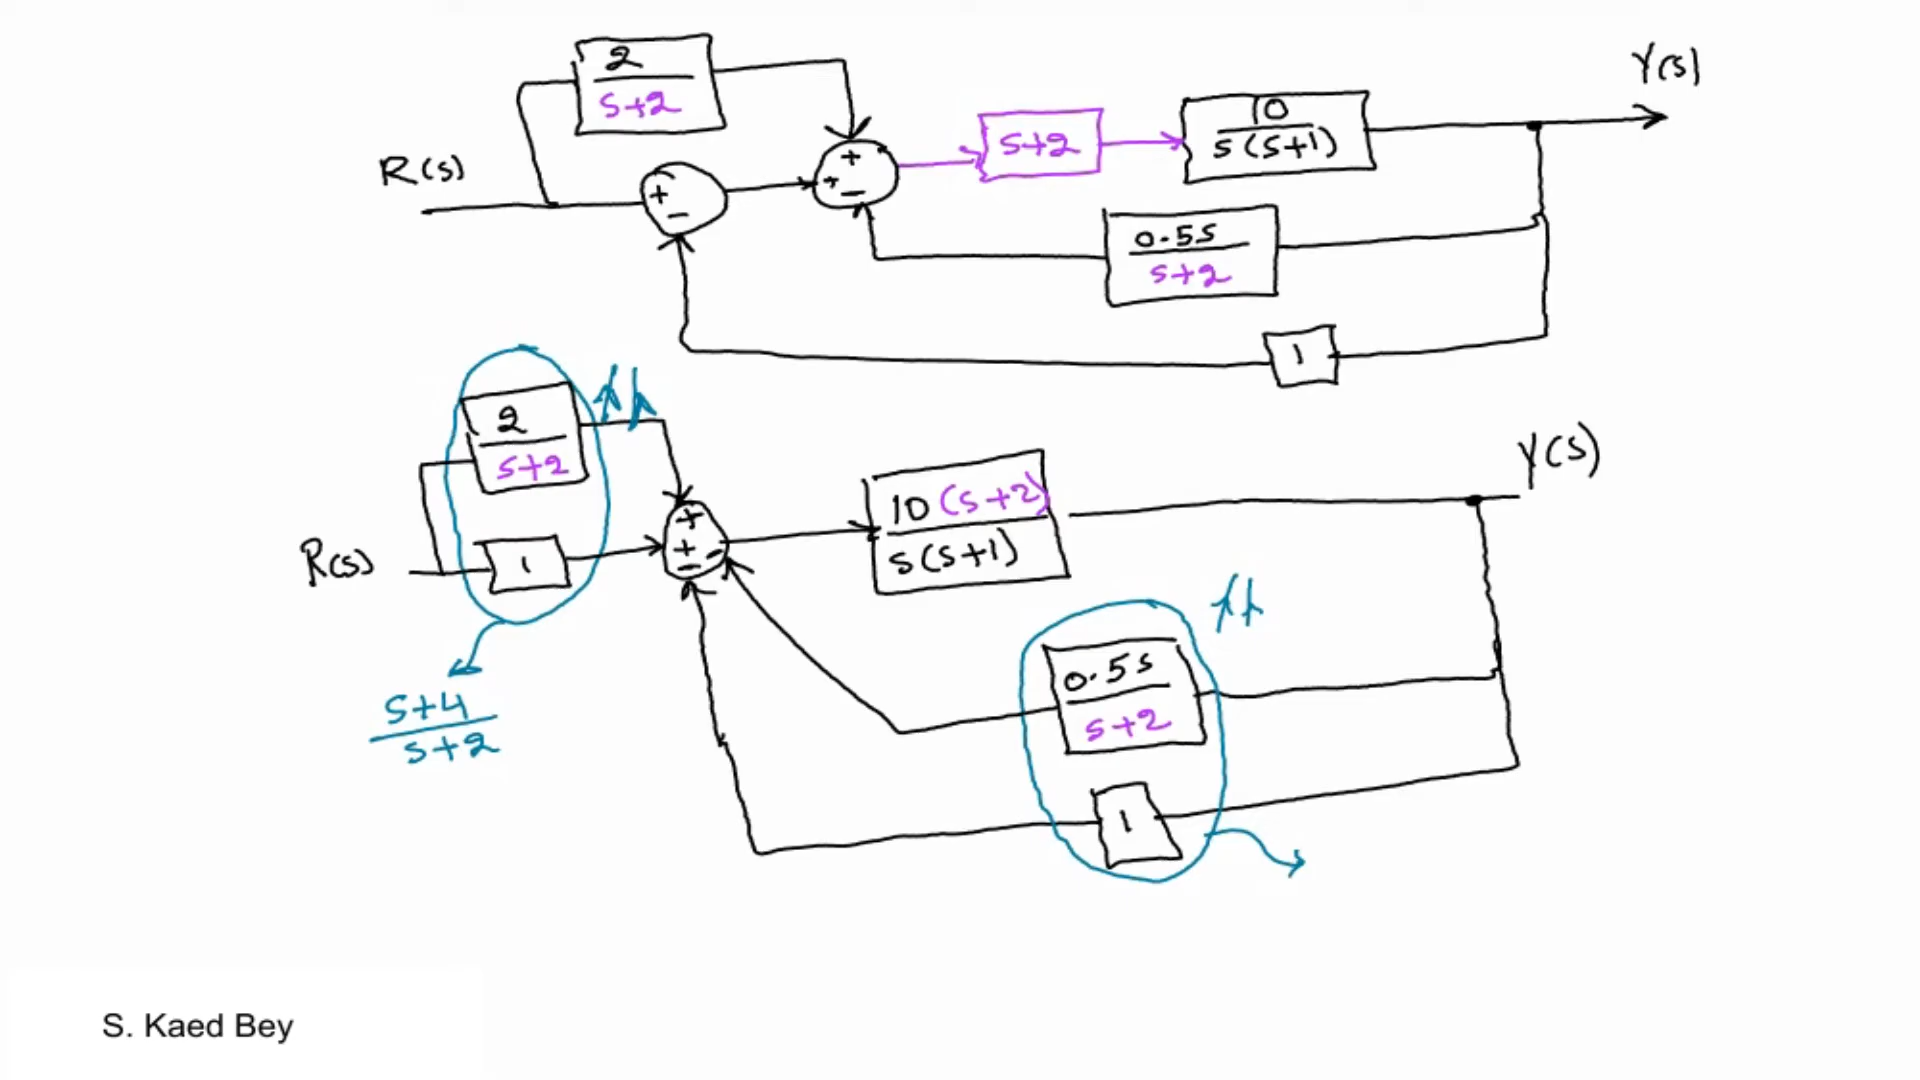 2
s+2
Y(s)
R(s)
+
-
+
+
-
s+2
10
s(s+1)
0.5s
s+2
1
2
s+2
R(s)
1
+
+
-
-
10(s+2)
s(s+1)
Y(s)
s+4
s+2
0.5s
s+2
1
S. Kaed Bey